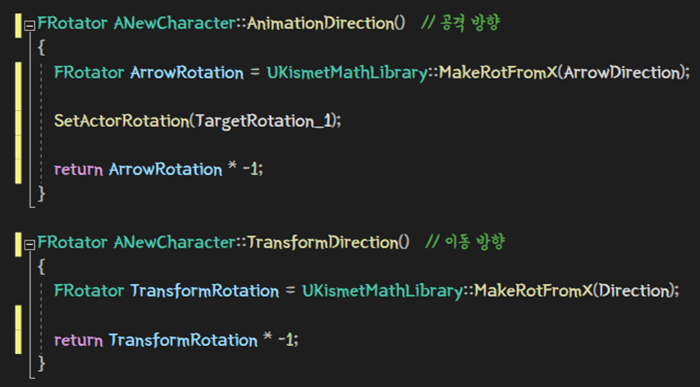 FRotator ANewCharacter::AnimationDirection() // 공격 방향
{
FRotator ArrowRotation = UKismetMathLibrary::MakeRotFromX(ArrowDirection);
SetActorRotation(TargetRotation_1);
return ArrowRotation * -1;
}
FRotator ANewCharacter::TransformDirection() // 이동 방향
{
FRotator TransformRotation = UKismetMathLibrary::MakeRotFromX(Direction);
return TransformRotation * -1;
}